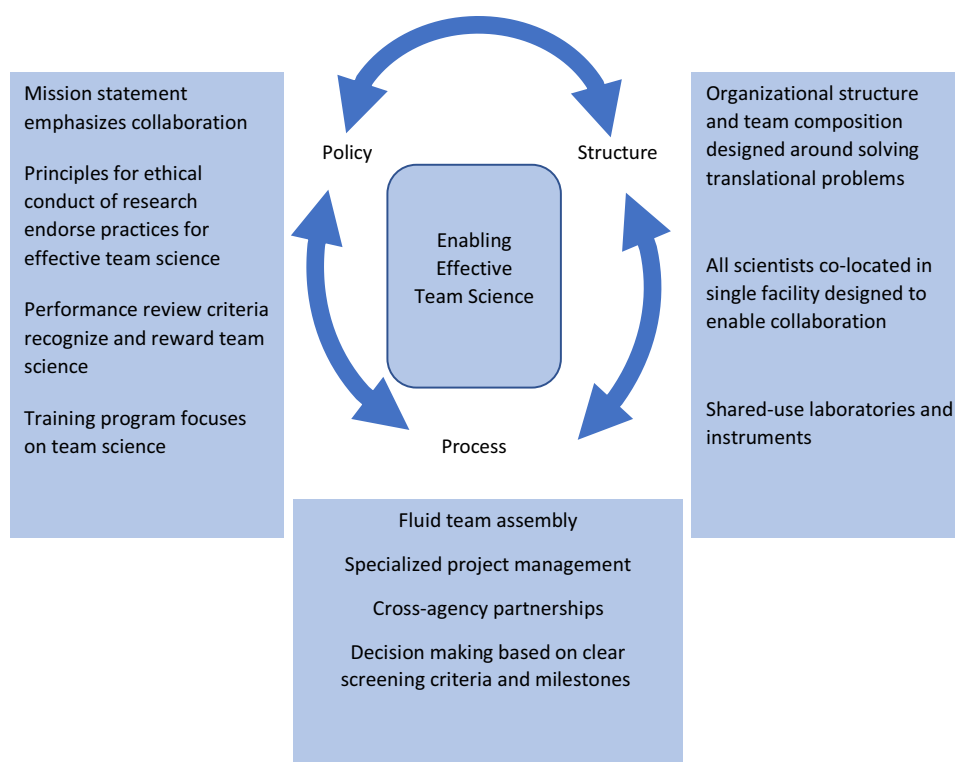 Policy
Structure
Enabling
Effective
Team Science
Process
Mission statement
emphasizes collaboration
Principles for ethical
conduct of research
endorse practices for
effective team science
Performance review criteria
recognize and reward team
science
Training program focuses
on team science
Organizational structure
and team composition
designed around solving
translational problems
All scientists co-located in
single facility designed to
enable collaboration
Shared-use laboratories and
instruments
Fluid team assembly
Specialized project management
Cross-agency partnerships
Decision making based on clear
screening criteria and milestones